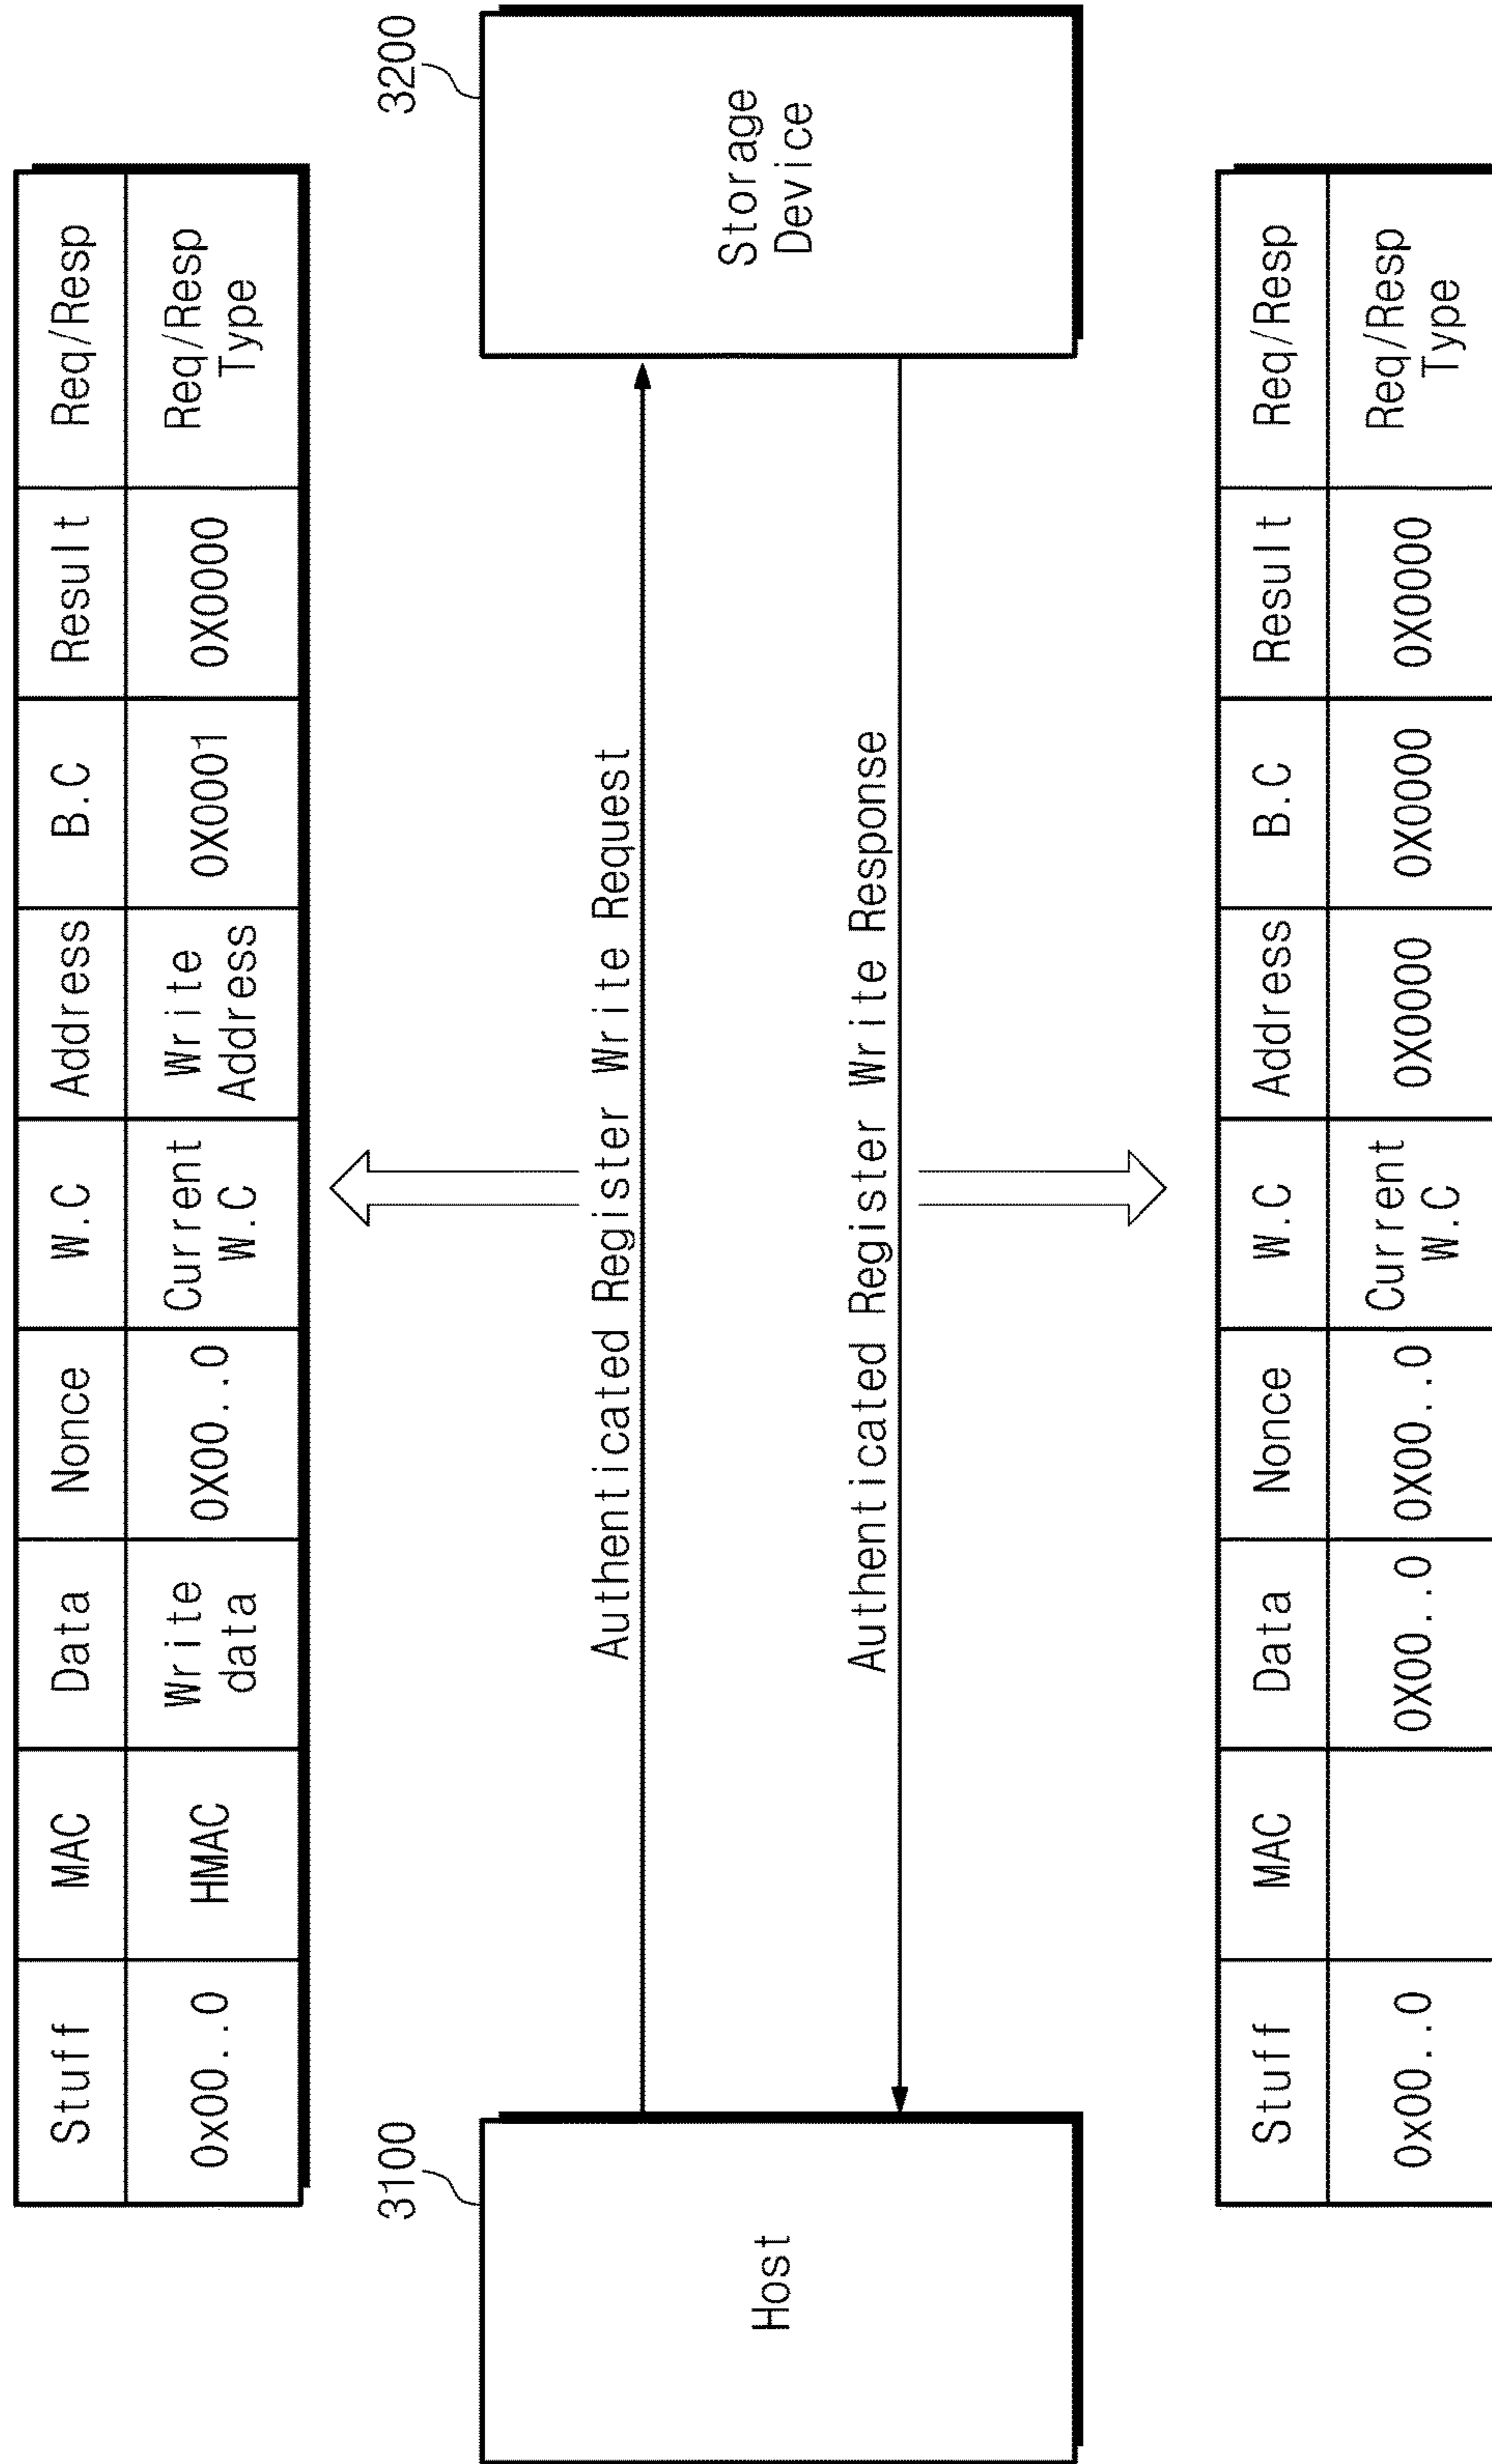 Stuff MAC Data Nonce W.C Address B.C Result Req/Resp
0x00..0 HMAC Write data 0X00..0 Current W.C Write Address 0X0001 0X0000 Req/Resp Type
3100
3200
Host
Authenticated Register Write Request
Authenticated Register Write Response
Storage
Device
Stuff MAC Data Nonce W.C Address B.C Result Req/Resp
0x00..0 0X00..0 0X00..0 Current W.C 0X0000 0X0000 0X0000 Req/Resp Type